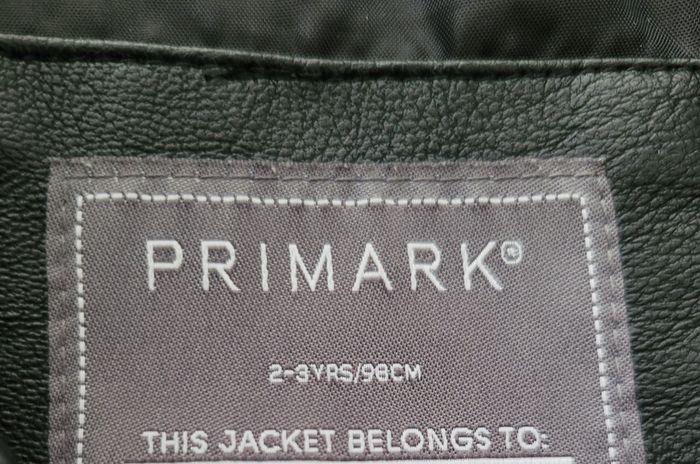 PRIMARK®
2-3YRS/98CM
THIS JACKET BELONGS TO: